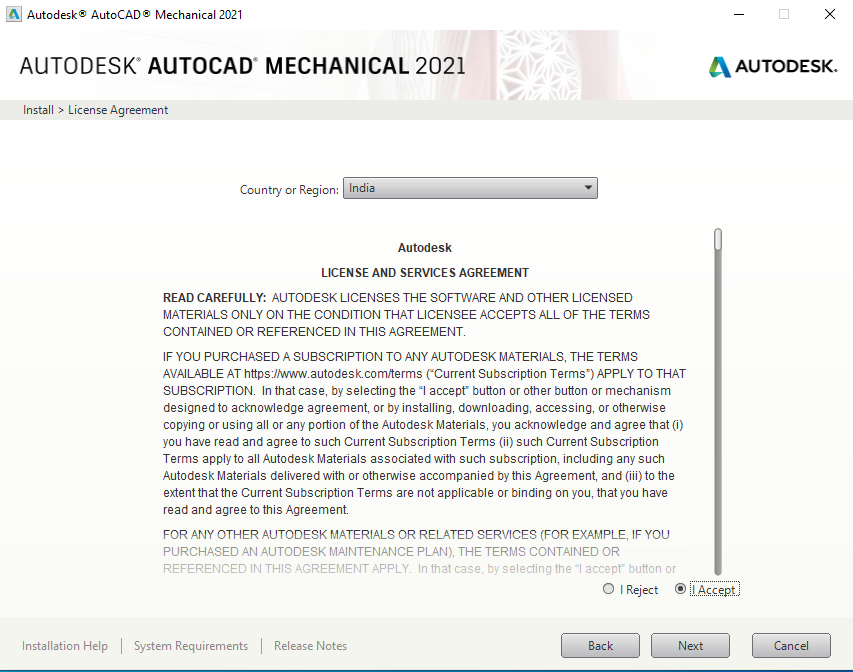 Autodesk® AutoCAD® Mechanical 2021
AUTODESK® AUTOCAD® MECHANICAL 2021
AUTODESK.
Install > License Agreement
Country or Region: India
Autodesk
LICENSE AND SERVICES AGREEMENT
READ CAREFULLY:  AUTODESK LICENSES THE SOFTWARE AND OTHER LICENSED
MATERIALS ONLY ON THE CONDITION THAT LICENSEE ACCEPTS ALL OF THE TERMS
CONTAINED OR REFERENCED IN THIS AGREEMENT.
IF YOU PURCHASED A SUBSCRIPTION TO ANY AUTODESK MATERIALS, THE TERMS
AVAILABLE AT https://www.autodesk.com/terms (“Current Subscription Terms”) APPLY TO THAT
SUBSCRIPTION.  In that case, by selecting the “I accept” button or other button or mechanism
designed to acknowledge agreement, or by installing, downloading, accessing, or otherwise
copying or using all or any portion of the Autodesk Materials, you acknowledge and agree that (i)
you have read and agree to such Current Subscription Terms (ii) such Current Subscription
Terms apply to all Autodesk Materials associated with such subscription, including any such
Autodesk Materials delivered with or otherwise accompanied by this Agreement, and (iii) to the
extent that the Current Subscription Terms are not applicable or binding on you, that you have
read and agree to this Agreement.
FOR ANY OTHER AUTODESK MATERIALS OR RELATED SERVICES (FOR EXAMPLE, IF YOU
PURCHASED AN AUTODESK MAINTENANCE PLAN), THE TERMS CONTAINED OR
REFERENCED IN THIS AGREEMENT APPLY.  In that case, by selecting the “I accept” button or
I Reject I Accept
Installation Help System Requirements Release Notes Back Next Cancel